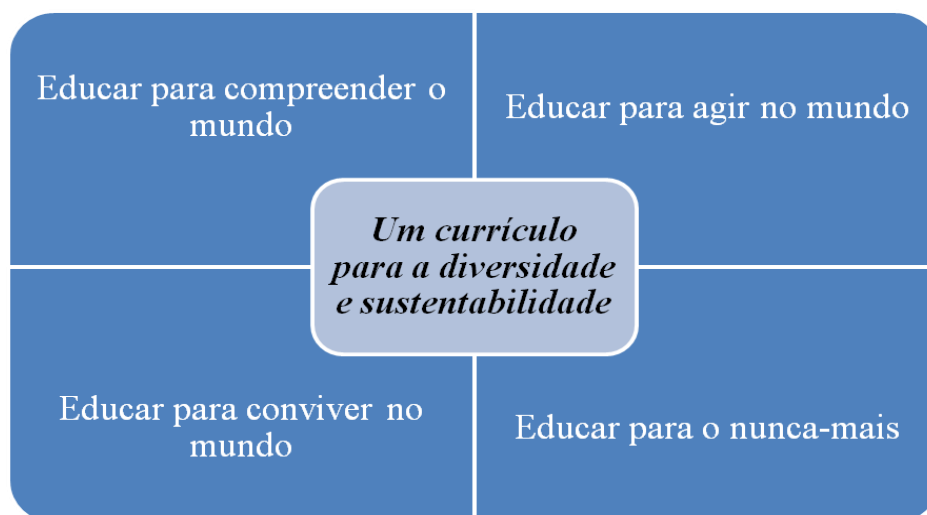 Educar para compreender o
mundo
Educar para agir no mundo
Um currículo
para a diversidade
e sustentabilidade
Educar para conviver no
mundo
Educar para o nunca-mais